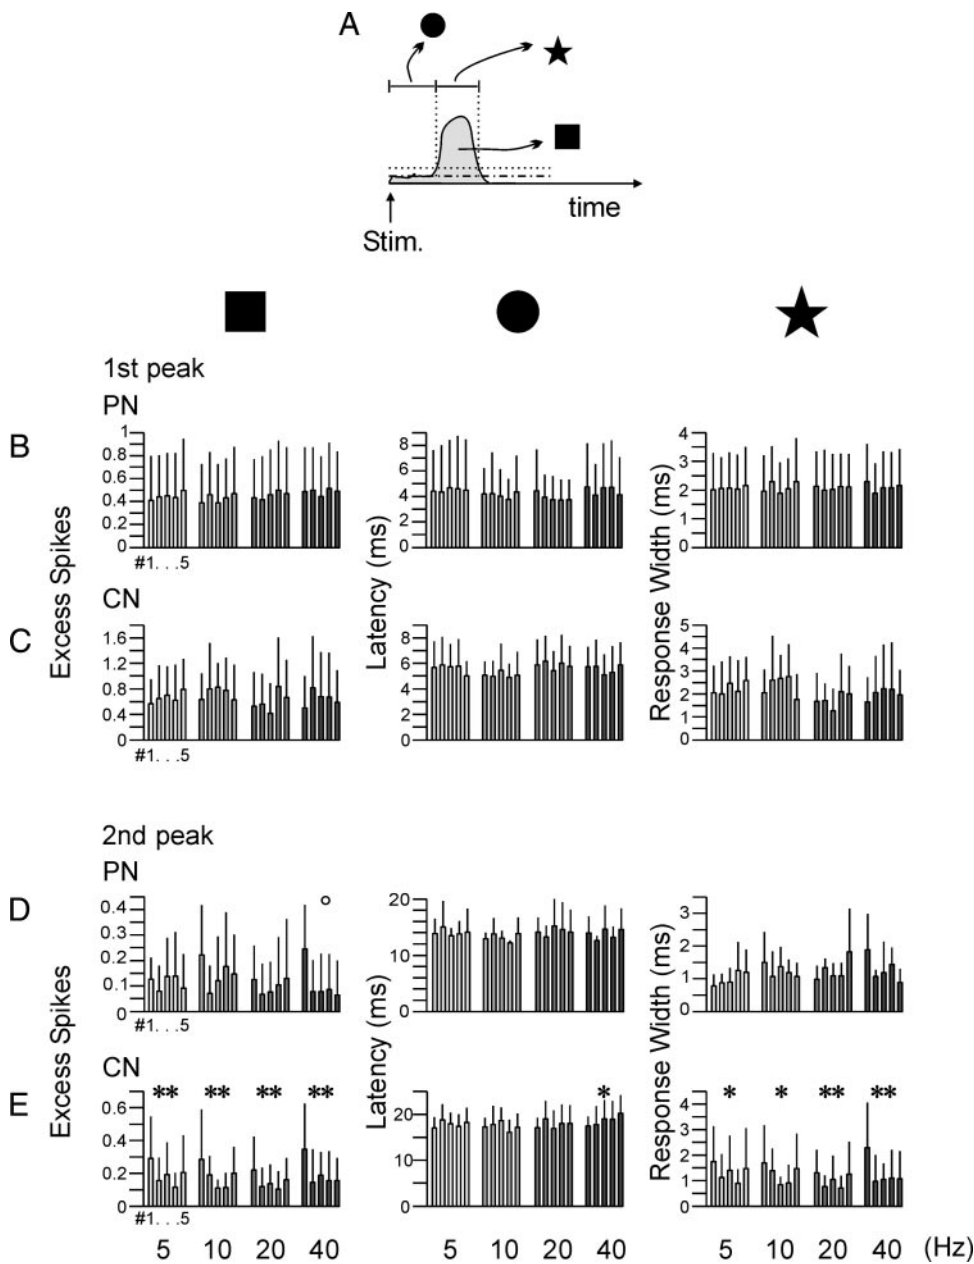 A
time
Stim.
1st peak
PN
B
Excess Spikes
1
0.8
0.6
0.4
0.2
0
#1. . .5
Latency (ms)
8
6
4
2
0
Response Width (ms)
4
3
2
1
0
CN
C
1.6
1.2
0.8
0.4
0
#1. . .5
8
6
4
2
0
5
4
3
2
1
0
2nd peak
PN
D
Excess Spikes
0.4
0.3
0.2
0.1
0
#1. . .5
Latency (ms)
20
10
0
Response Width (ms)
3
2
1
0
CN
E
** ** ** **
0.6
0.4
0.2
0
#1. . .5
*
20
10
0
* * ** **
4
3
2
1
0
5 10 20 40 5 10 20 40 5 10 20 40 (Hz)